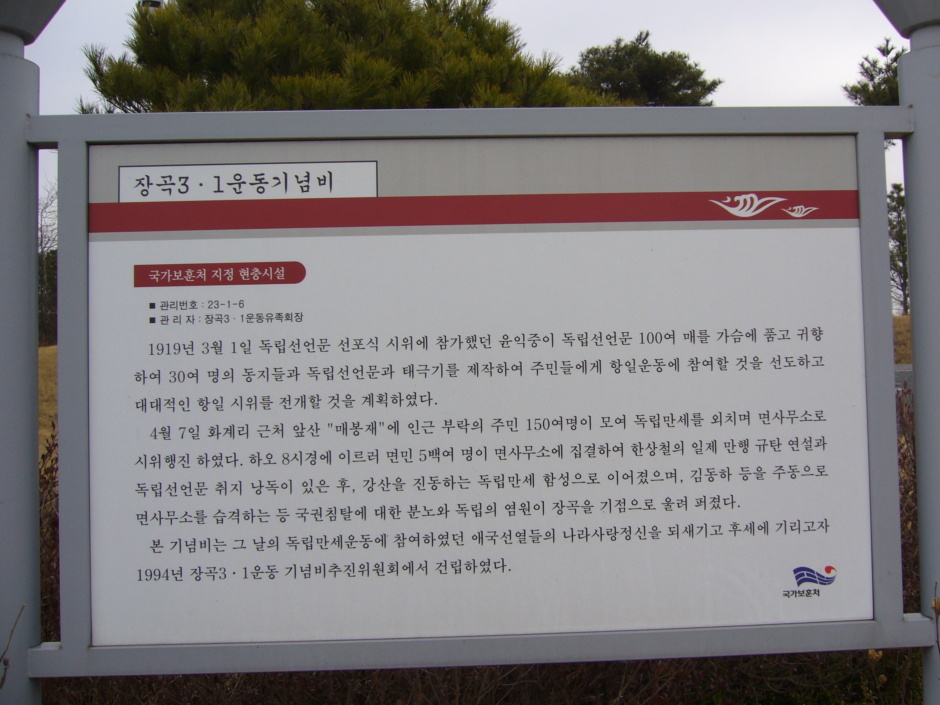 장곡3·1운동기념비
국가보훈처 지정 현충시설
■ 관리번호 : 23-1-6
■ 관 리 자 : 장곡3·1운동유족회장
1919년 3월 1일 독립선언문 선포식 시위에 참가했던 윤익중이 독립선언문 100여 매를 가슴에 품고 귀향
하여 30여 명의 동지들과 독립선언문과 태극기를 제작하여 주민들에게 항일운동에 참여할 것을 선도하고
대대적인 항일 시위를 전개할 것을 계획하였다.
4월 7일 화계리 근처 앞산 "매봉재"에 인근 부락의 주민 150여명이 모여 독립만세를 외치며 면사무소로
시위행진 하였다. 하오 8시경에 이르러 면민 5백여 명이 면사무소에 집결하여 한상철의 일제 만행 규탄 연설과
독립선언문 취지 낭독이 있은 후, 강산을 진동하는 독립만세 함성으로 이어졌으며, 김동하 등을 주동으로
면사무소를 습격하는 등 국권침탈에 대한 분노와 독립의 염원이 장곡을 기점으로 울려 퍼졌다.
본 기념비는 그 날의 독립만세운동에 참여하였던 애국선열들의 나라사랑정신을 되새기고 후세에 기리고자
1994년 장곡3·1운동 기념비추진위원회에서 건립하였다.
국가보훈처